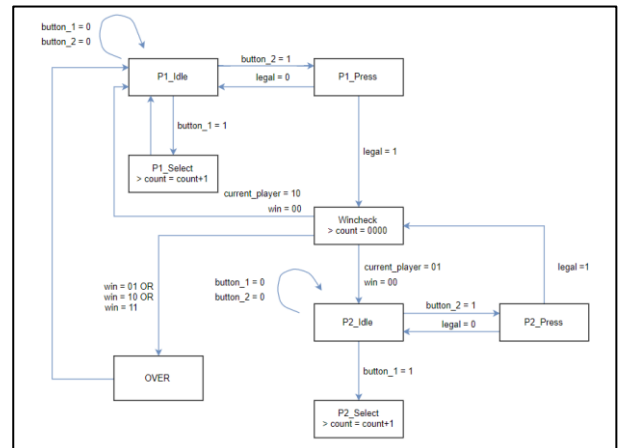 button_1 = 0
button_2 = 0
P1_Idle
button_2 = 1
legal = 0
P1_Press
button_1 = 1
legal = 1
P1_Select
> count = count+1
current_player = 10
win = 00
Wincheck
> count = 0000
win = 01 OR
win = 10 OR
win = 11
current_player = 01
win = 00
legal =1
button_1 = 0
button_2 = 0
P2_Idle
button_2 = 1
legal = 0
P2_Press
OVER
button_1 = 1
P2_Select
> count = count+1